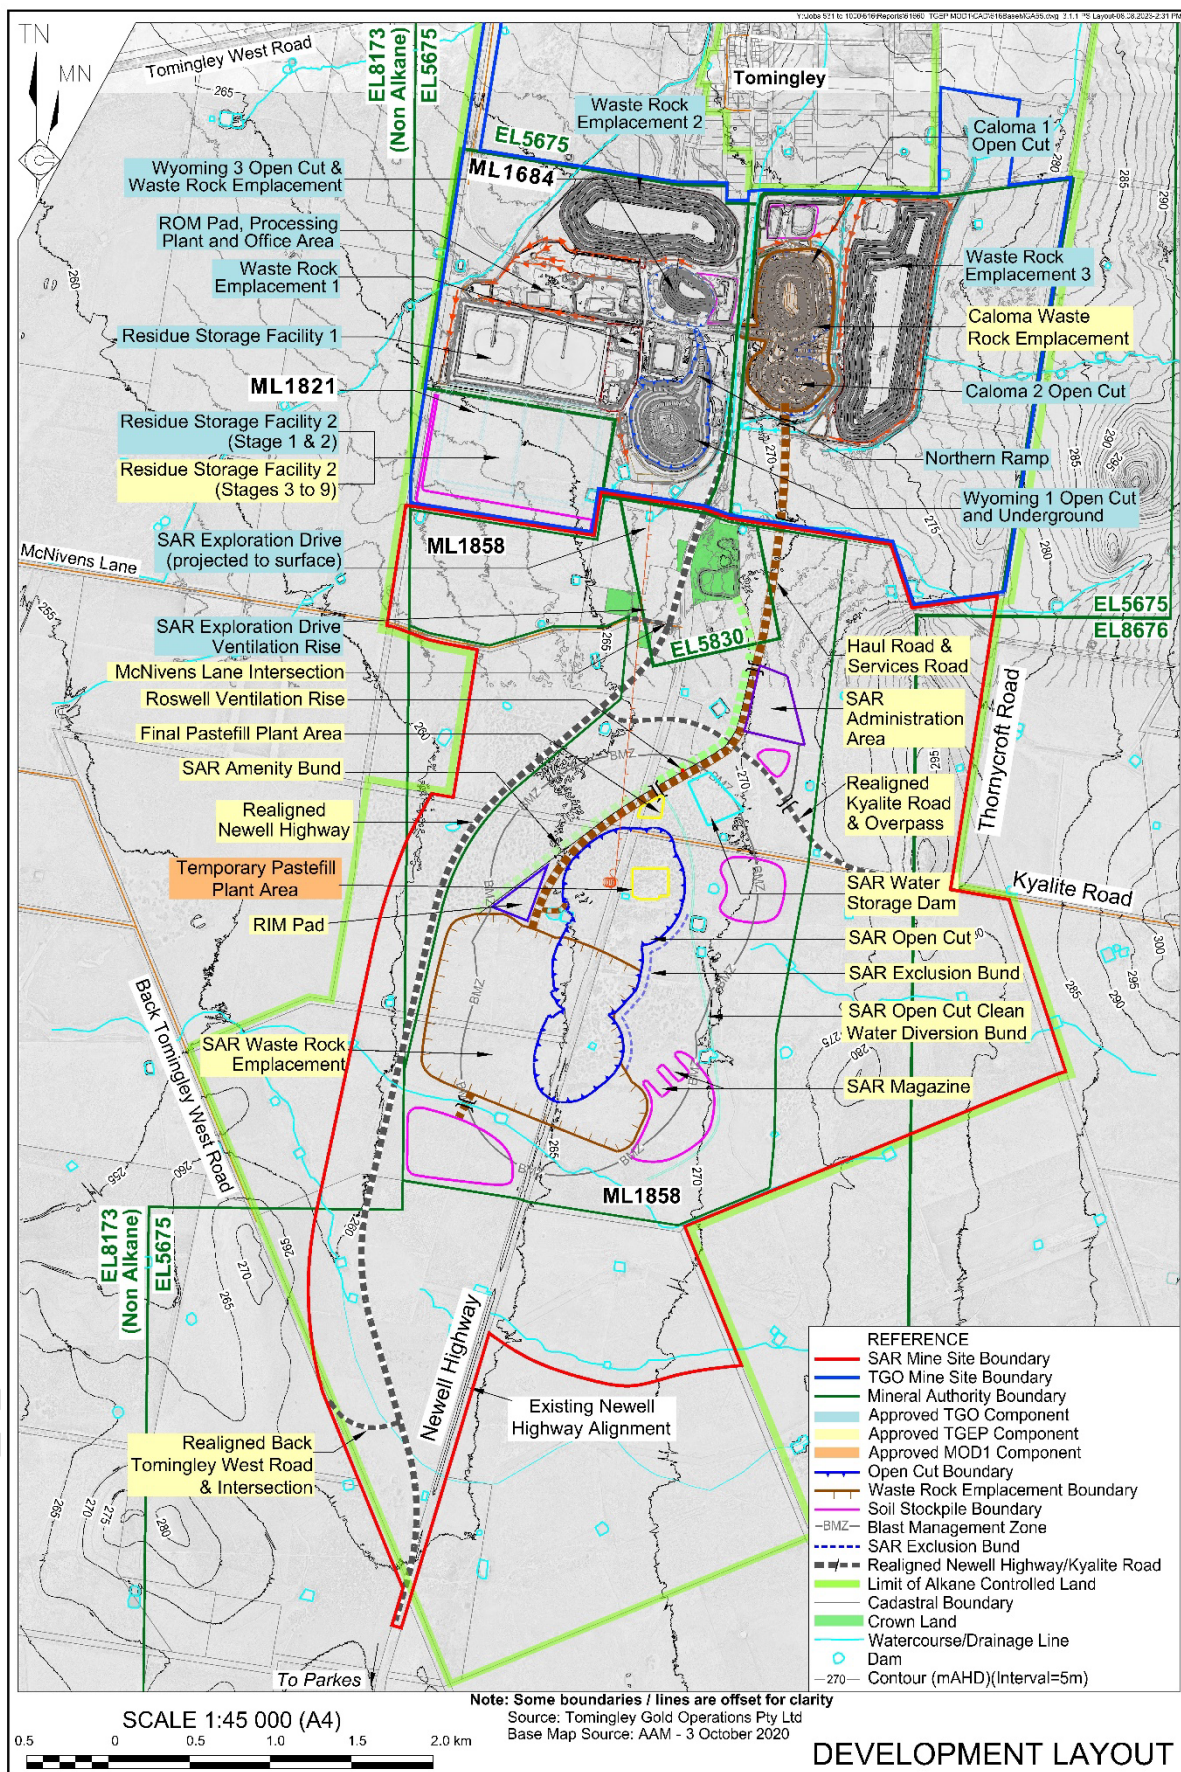 TN
MN
Tomingley West Road
265
EL8173
(Non Alkane)
EL5675
Tomingley
Waste Rock
Emplacement 2
Caloma 1
Open Cut
EL5675
ML1684
Wyoming 3 Open Cut &
Waste Rock Emplacement
ROM Pad, Processing
Plant and Office Area
Waste Rock
Emplacement 1
Residue Storage Facility 1
ML1821
Residue Storage Facility 2
(Stage 1 & 2)
Residue Storage Facility 2
(Stages 3 to 9)
SAR Exploration Drive
(projected to surface)
ML1858
McNivens Lane
SAR Exploration Drive
Ventilation Rise
McNivens Lane Intersection
Roswell Ventilation Rise
Final Pastefill Plant Area
SAR Amenity Bund
Realigned
Newell Highway
Temporary Pastefill
Plant Area
RIM Pad
SAR Waste Rock
Emplacement
Back Tomingley West Road
Waste Rock
Emplacement 3
Caloma Waste
Rock Emplacement
Caloma 2 Open Cut
Northern Ramp
Wyoming 1 Open Cut
and Underground
EL5675
EL8676
EL5830
Haul Road &
Services Road
SAR
Administration
Area
Thornycroft Road
Realigned
Kyalite Road
& Overpass
Kyalite Road
SAR Water
Storage Dam
SAR Open Cut
SAR Exclusion Bund
SAR Open Cut Clean
Water Diversion Bund
SAR Magazine
BMZ
BMZ
BMZ
BMZ
BMZ
BMZ
BMZ
BMZ
ML1858
EL8173
(Non Alkane)
EL5675
Newell Highway
Existing Newell
Highway Alignment
Realigned Back
Tomingley West Road
& Intersection
To Parkes
REFERENCE
SAR Mine Site Boundary
TGO Mine Site Boundary
Mineral Authority Boundary
Approved TGO Component
Approved TGEP Component
Approved MOD1 Component
Open Cut Boundary
Waste Rock Emplacement Boundary
Soil Stockpile Boundary
BMZ Blast Management Zone
SAR Exclusion Bund
Realigned Newell Highway/Kyalite Road
Limit of Alkane Controlled Land
Cadastral Boundary
Crown Land
Watercourse/Drainage Line
Dam
270 Contour (mAHD)(Interval=5m)
Note: Some boundaries / lines are offset for clarity
Source: Tomingley Gold Operations Pty Ltd
Base Map Source: AAM - 3 October 2020
SCALE 1:45 000 (A4)
0.5 0 0.5 1.0 1.5 2.0 km
DEVELOPMENT LAYOUT